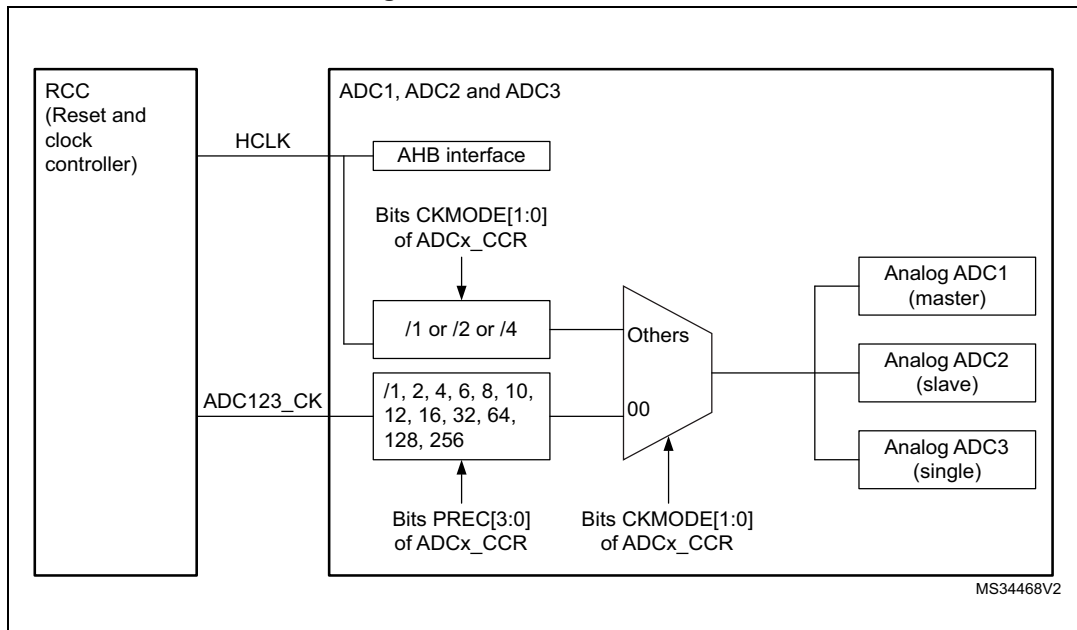 RCC
(Reset and
clock
controller)
HCLK
ADC123_CK
ADC1, ADC2 and ADC3
AHB interface
Bits CKMODE[1:0]
of ADCx_CCR
/1 or /2 or /4
/1, 2, 4, 6, 8, 10,
12, 16, 32, 64,
128, 256
Bits PREC[3:0]
of ADCx_CCR
Others
00
Bits CKMODE[1:0]
of ADCx_CCR
Analog ADC1
(master)
Analog ADC2
(slave)
Analog ADC3
(single)
MS34468V2